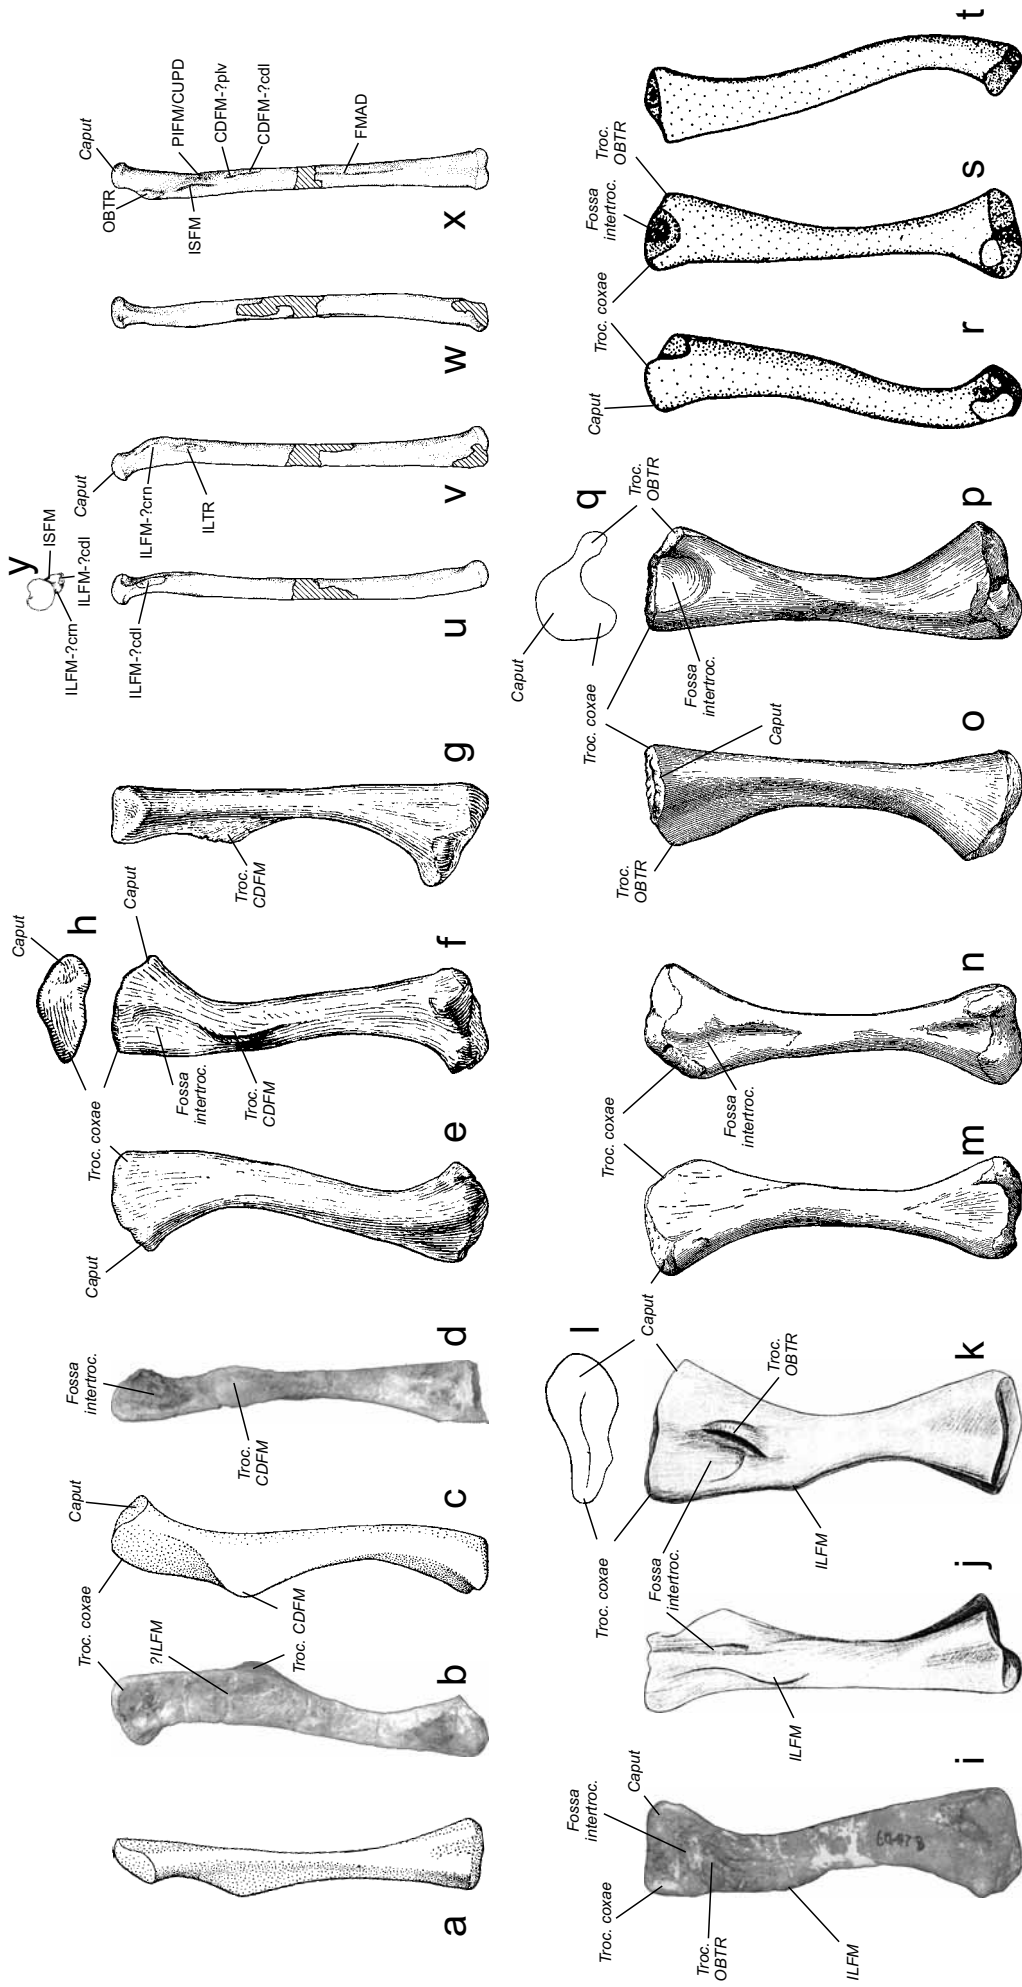 a
b
Troc. coxae
?ILFM
Troc. CDFM
c
Caput
d
Fossa
intertroc.
Troc.
CDFM
e
Caput
Troc. coxae
f
Fossa
intertroc.
Troc.
CDFM
Caput
g
Troc.
CDFM
h
Caput
u
ILFM-?cdl
y
ILFM-?crn
ISFM
ILFM-?cdl
v
Caput
ILFM-?crn
ILTR
w
x
Caput
OBTR
ISFM
PIFM/CUPD
CDFM-?plv
CDFM-?cdl
FMAD
i
Troc. coxae
Fossa
intertroc.
Caput
Troc.
OBTR
ILFM
j
ILFM
Fossa
intertroc.
k
Troc. coxae
Troc.
OBTR
ILFM
l
Caput
m
Troc. coxae
n
Fossa
intertroc.
o
Troc.
OBTR
Caput
Troc. coxae
p
Fossa
intertroc.
q
Caput
Troc.
OBTR
r
Caput
Troc. coxae
s
Fossa
intertroc.
Troc.
OBTR
t